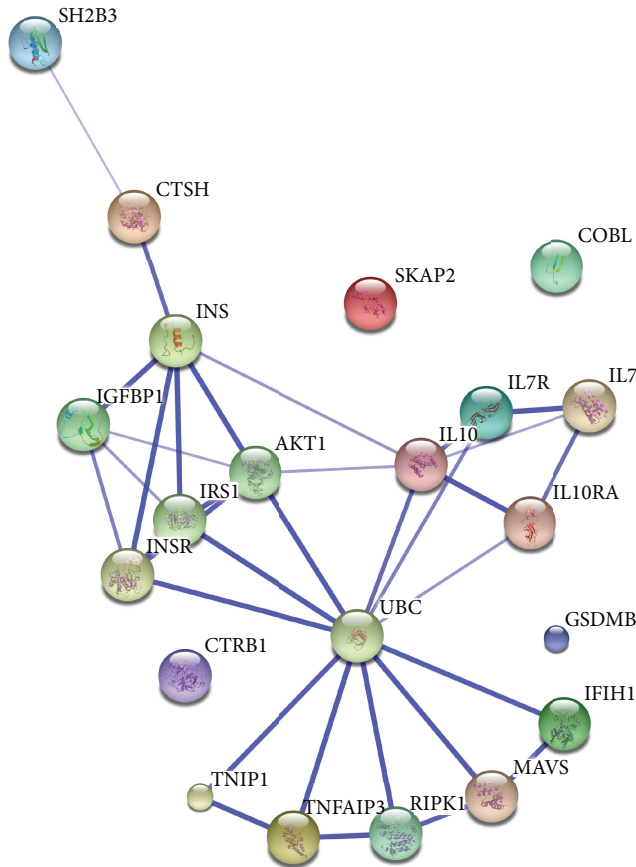 SH2B3
CTSH
COBL
SKAP2
INS
IL7R
IL7
IGFBP1
IL10
AKT1
IL10RA
IRS1
INSR
UBC
GSDMB
CTRB1
IFIH1
MAVS
TNIP1
TNFAIP3
RIPK1